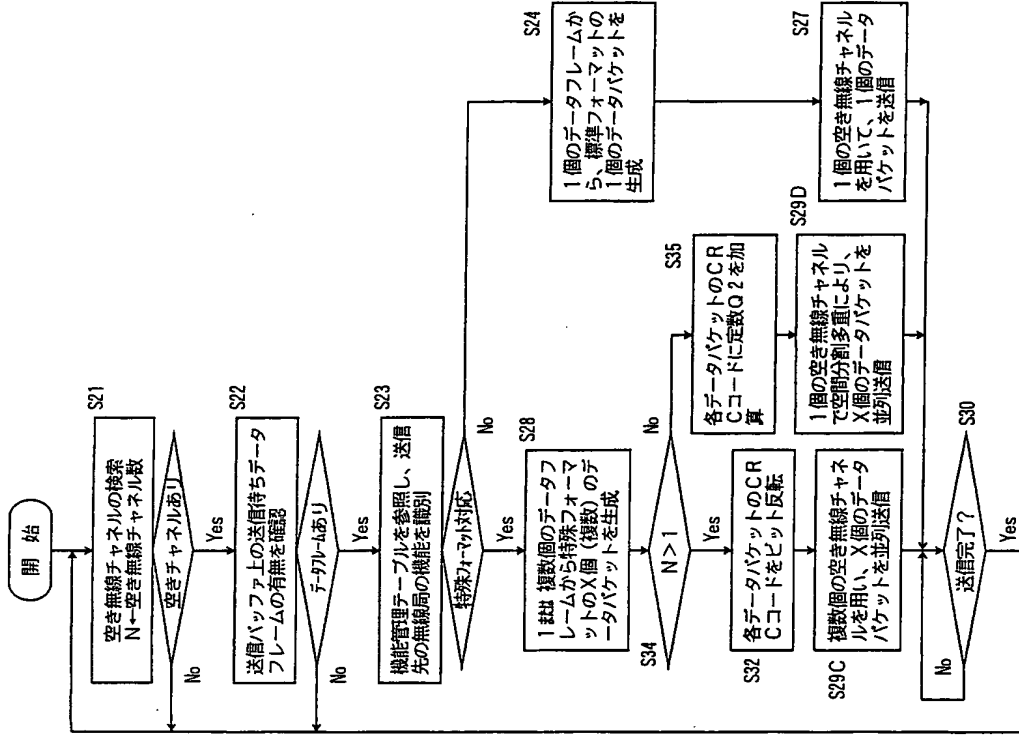 開 始
S21
空き無線チャネルの検索
N←空き無線チャネル数
空きチャネルあり
No
Yes
S22
送信バッファ上の送信待ちデータ
フレームの有無を確認
データフレームあり
No
Yes
S23
機能管理テーブルを参照し、送信
先の無線局の機能を識別
特殊フォーマット対応
No
Yes
S28
1または複数個のデータフ
レームから特殊フォーマ
ットのX個（複数）のデ
ータパケットを生成
S24
1個のデータフレームか
ら、標準フォーマットの
1個のデータパケットを
生成
S34
N>1
No
Yes
S32
各データパケットのCR
Cコードをビット反転
S35
各データパケットのCR
Cコードに定数Q2を加
算
S29C
複数個の空き無線チャネ
ルを用い、X個のデータ
パケットを並列送信
S29D
1個の空き無線チャネル
で空間分割多重により、
X個のデータパケットを
並列送信
S27
1個の空き無線チャンネル
を用いて、1個のデータ
パケットを送信
S30
送信完了?
No
Yes